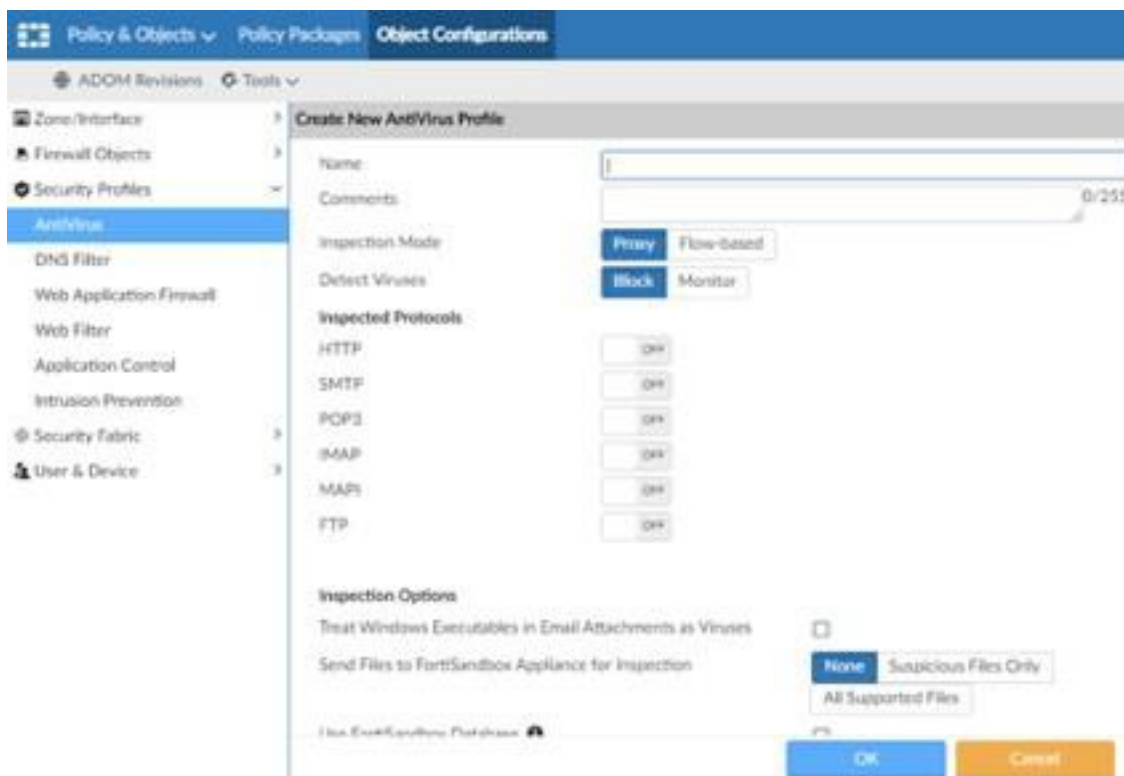 Policy & Objects Policy Packages Object Configurations
ADOM Revisions Tools
Zone/Interface
Firewall Objects
Security Profiles
AntiVirus
DNS Filter
Web Application Firewall
Web Filter
Application Control
Intrusion Prevention
Security Fabric
User & Device
Create New AntiVirus Profile
Name
Comments 0/255
Inspection Mode Proxy Flow-based
Detect Viruses Block Monitor
Inspected Protocols
HTTP OFF
SMTP OFF
POP3 OFF
IMAP OFF
MAPI OFF
FTP OFF
Inspection Options
Treat Windows Executables in Email Attachments as Viruses
Send Files to FortiSandbox Appliance for Inspection None Suspicious Files Only
All Supported Files
Use FortiSandbox Database
OK Cancel